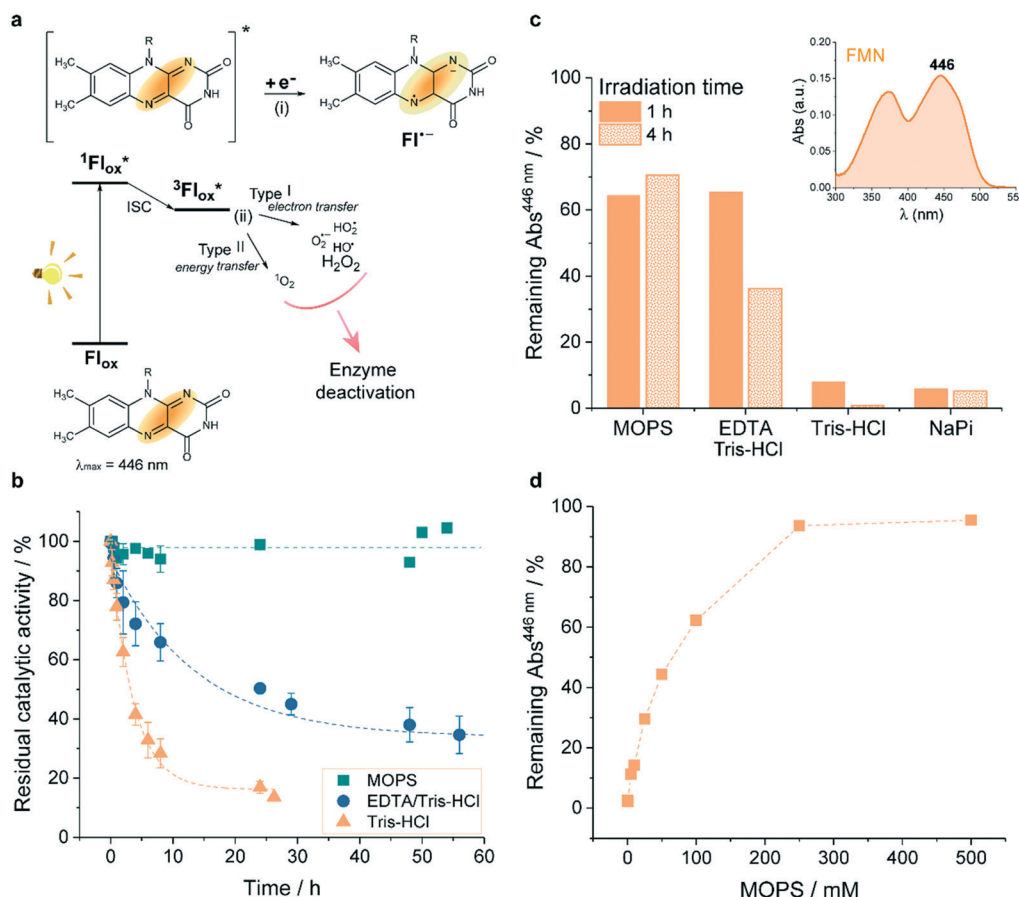 a
R
*
H₃C
N
N
O
H₃C
N
NH
O
+ e⁻
(i)
R
H₃C
N
N
–
O
H₃C
N
NH
O
Fl•−
¹Flox*
ISC
³Flox*
(ii)
Type I
electron transfer
O₂•− HO₂•
HO•
H₂O₂
Type II
energy transfer
¹O₂
Flox
Enzyme
deactivation
R
H₃C
N
N
O
H₃C
N
NH
O
λmax = 446 nm
c
100
80
60
40
20
0
Remaining Abs⁴⁴⁶ ⁿᵐ / %
Irradiation time
1 h
4 h
MOPS
EDTA
Tris-HCl
Tris-HCl
NaPi
FMN
446
0.20
0.15
0.10
0.05
0.00
Abs (a.u.)
300 350 400 450 500 55
λ (nm)
b
100
80
60
40
20
0
Residual catalytic activity / %
MOPS
EDTA/Tris-HCl
Tris-HCl
0 10 20 30 40 50 60
Time / h
d
100
80
60
40
20
0
Remaining Abs⁴⁴⁶ ⁿᵐ / %
0 100 200 300 400 500
MOPS / mM